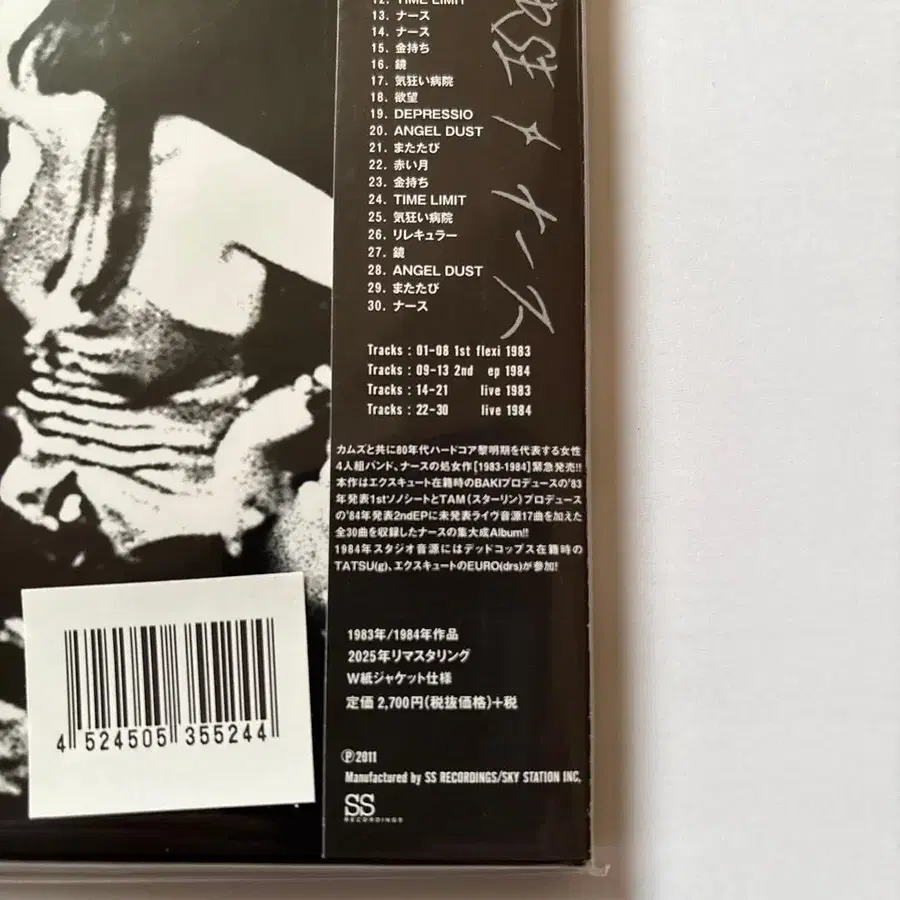 12. TIME LIMIT
13. ナース
14. ナース
15. 金持ち
16. 鏡
17. 気狂い病院
18. 欲望
19. DEPRESSIO
20. ANGEL DUST
21. またたび
22. 赤い月
23. 金持ち
24. TIME LIMIT
25. 気狂い病院
26. リレキュラー
27. 鏡
28. ANGEL DUST
29. またたび
30. ナース
Tracks : 01-08 1st flexi 1983
Tracks : 09-13 2nd ep 1984
Tracks : 14-21 live 1983
Tracks : 22-30 live 1984
カムズと共に80年代ハードコア黎明期を代表する女性
4人組バンド、ナースの処女作[1983-1984]緊急発売!!
本作はエクスキュート在籍時のBAKIプロデュースの'83
年発表1stソノシートとTAM(スターリン)プロデュース
の'84年発表2ndEPに未発表ライヴ音源17曲を加えた
全30曲を収録したナースの集大成Album!!
1984年スタジオ音源にはデッドコップス在籍時の
TATSU(g)、エクスキュートのEURO(drs)が参加!
1983年/1984年作品
2025年リマスタリング
W紙ジャケット仕様
定価 2,700円(税抜価格)+税
Ⓟ2011
Manufactured by SS RECORDINGS/SKY STATION INC.
SS
RECORDINGS
4 524505 355244
ナース